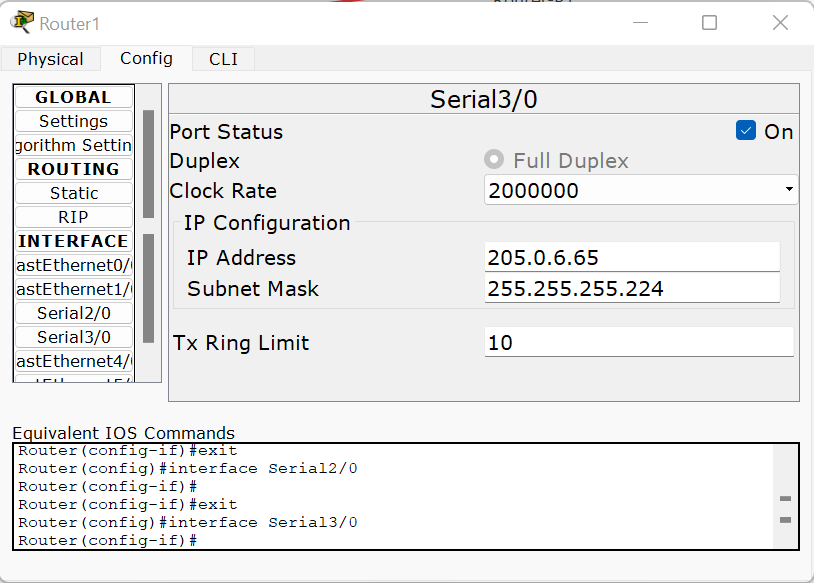 Router1
Physical Config CLI
GLOBAL
Settings
gorithm Settin
ROUTING
Static
RIP
INTERFACE
astEthernet0/
astEthernet1/
Serial2/0
Serial3/0
astEthernet4/
Serial3/0
Port Status On
Duplex Full Duplex
Clock Rate 2000000
IP Configuration
IP Address 205.0.6.65
Subnet Mask 255.255.255.224
Tx Ring Limit 10
Equivalent IOS Commands
Router(config-if)#exit
Router(config)#interface Serial2/0
Router(config-if)#
Router(config-if)#exit
Router(config)#interface Serial3/0
Router(config-if)#